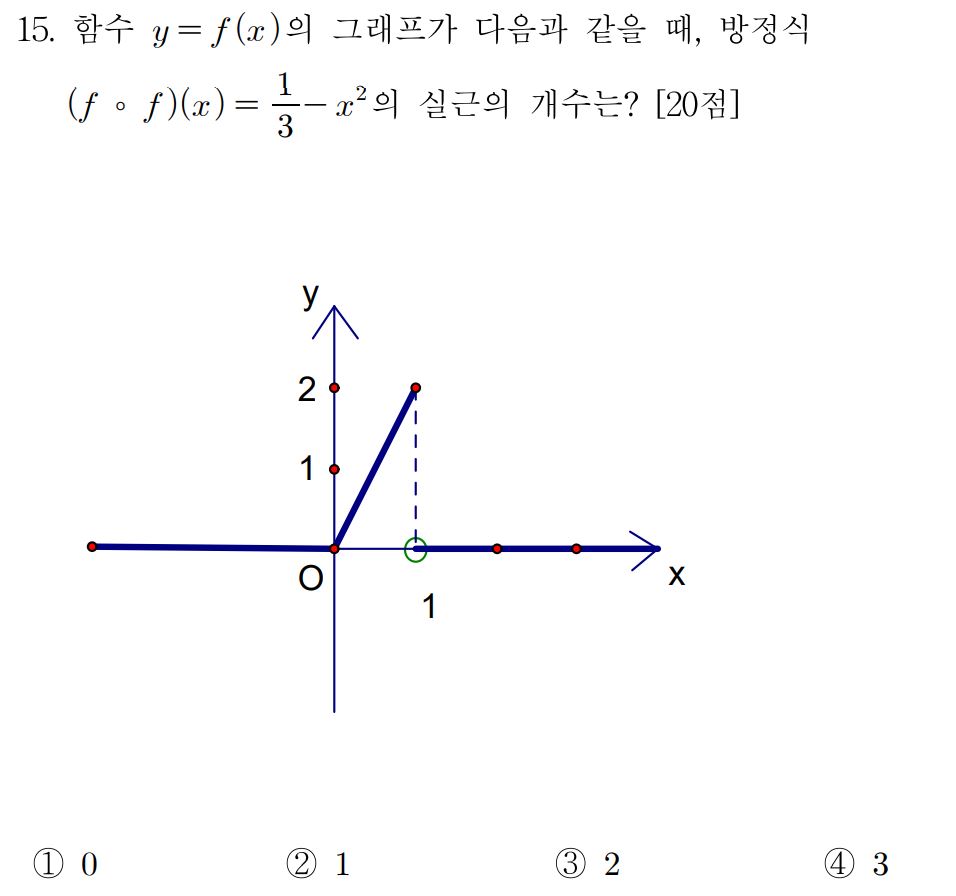 15. 함수 y = f(x)의 그래프가 다음과 같을 때, 방정식
(f ∘ f)(x) = 1/3 − x²의 실근의 개수는? [20점]
y
2
1
O
x
1
① 0 ② 1 ③ 2 ④ 3